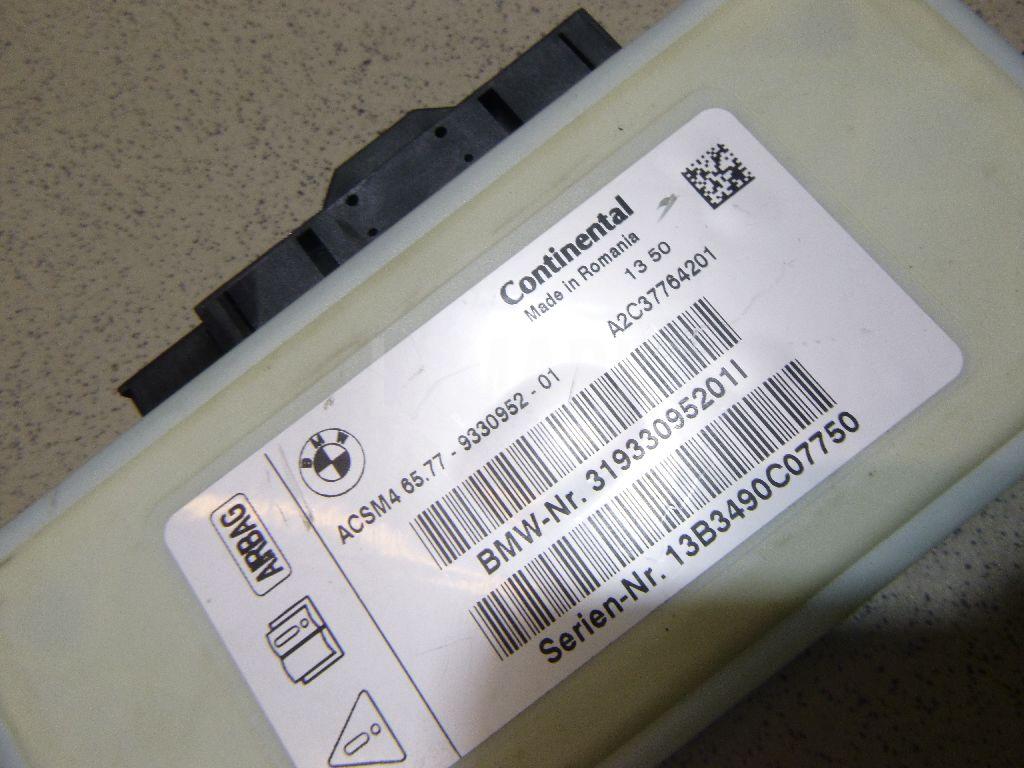 Continental
Made in Romania
13 50
A2C37764201
BMW
ACSM4 65.77 - 9330952 - 01
BMW-Nr. 31933095201I
Serien-Nr. 13B3490C07750
AIRBAG